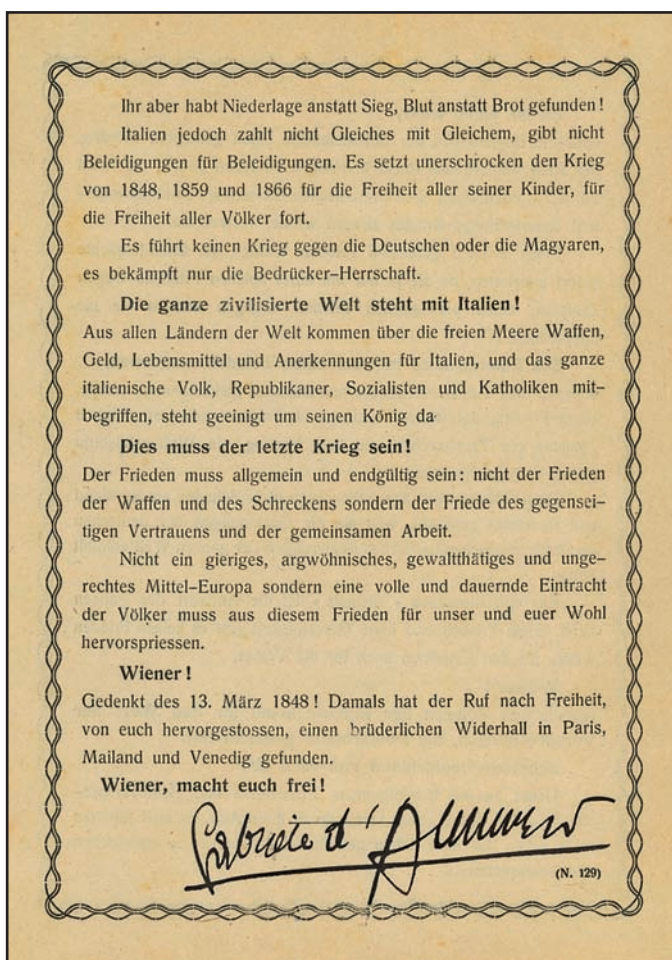 Ihr aber habt Niederlage anstatt Sieg, Blut anstatt Brot gefunden!
Italien jedoch zahlt nicht Gleiches mit Gleichem, gibt nicht
Beleidigungen für Beleidigungen. Es setzt unerschrocken den Krieg
von 1848, 1859 und 1866 für die Freiheit aller seiner Kinder, für
die Freiheit aller Völker fort.
Es führt keinen Krieg gegen die Deutschen oder die Magyaren,
es bekämpft nur die Bedrücker-Herrschaft.
Die ganze zivilisierte Welt steht mit Italien!
Aus allen Ländern der Welt kommen über die freien Meere Waffen,
Geld, Lebensmittel und Anerkennungen für Italien, und das ganze
italienische Volk, Republikaner, Sozialisten und Katholiken mit-
begriffen, steht geeinigt um seinen König da
Dies muss der letzte Krieg sein!
Der Frieden muss allgemein und endgültig sein: nicht der Frieden
der Waffen und des Schreckens sondern der Friede des gegensei-
tigen Vertrauens und der gemeinsamen Arbeit.
Nicht ein gieriges, argwöhnisches, gewaltthätiges und unge-
rechtes Mittel-Europa sondern eine volle und dauernde Eintracht
der Völker muss aus diesem Frieden für unser und euer Wohl
hervorspriessen.
Wiener!
Gedenkt des 13. März 1848! Damals hat der Ruf nach Freiheit,
von euch hervorgestossen, einen brüderlichen Widerhall in Paris,
Mailand und Venedig gefunden.
Wiener, macht euch frei!
Gabriele d'Annunzio
(N. 129)